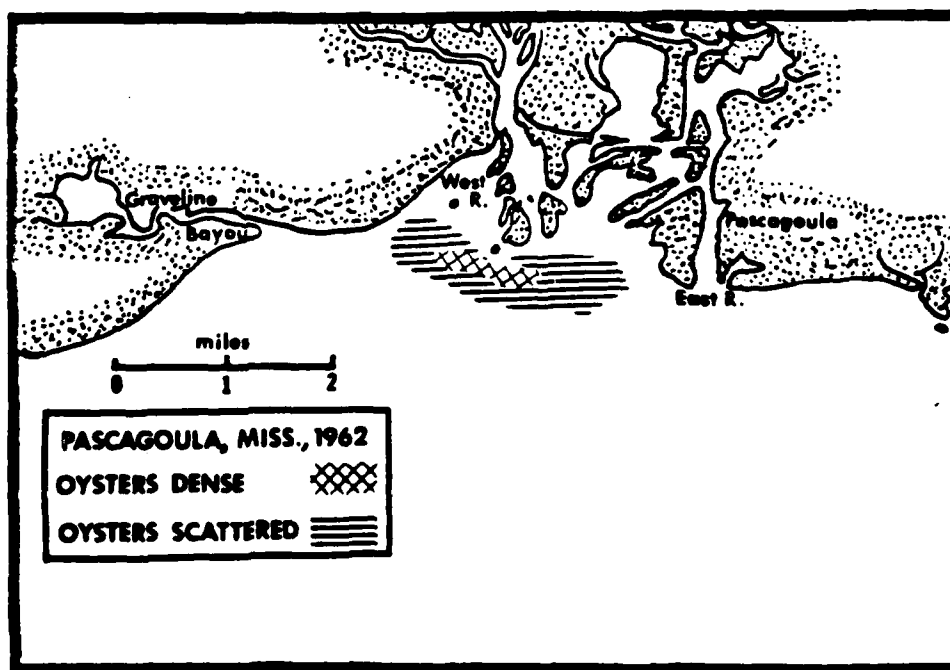 West
R.
Graveline
Bayou
Pascagoula
East R.
miles
0 1 2
PASCAGOULA, MISS., 1962
OYSTERS DENSE
OYSTERS SCATTERED